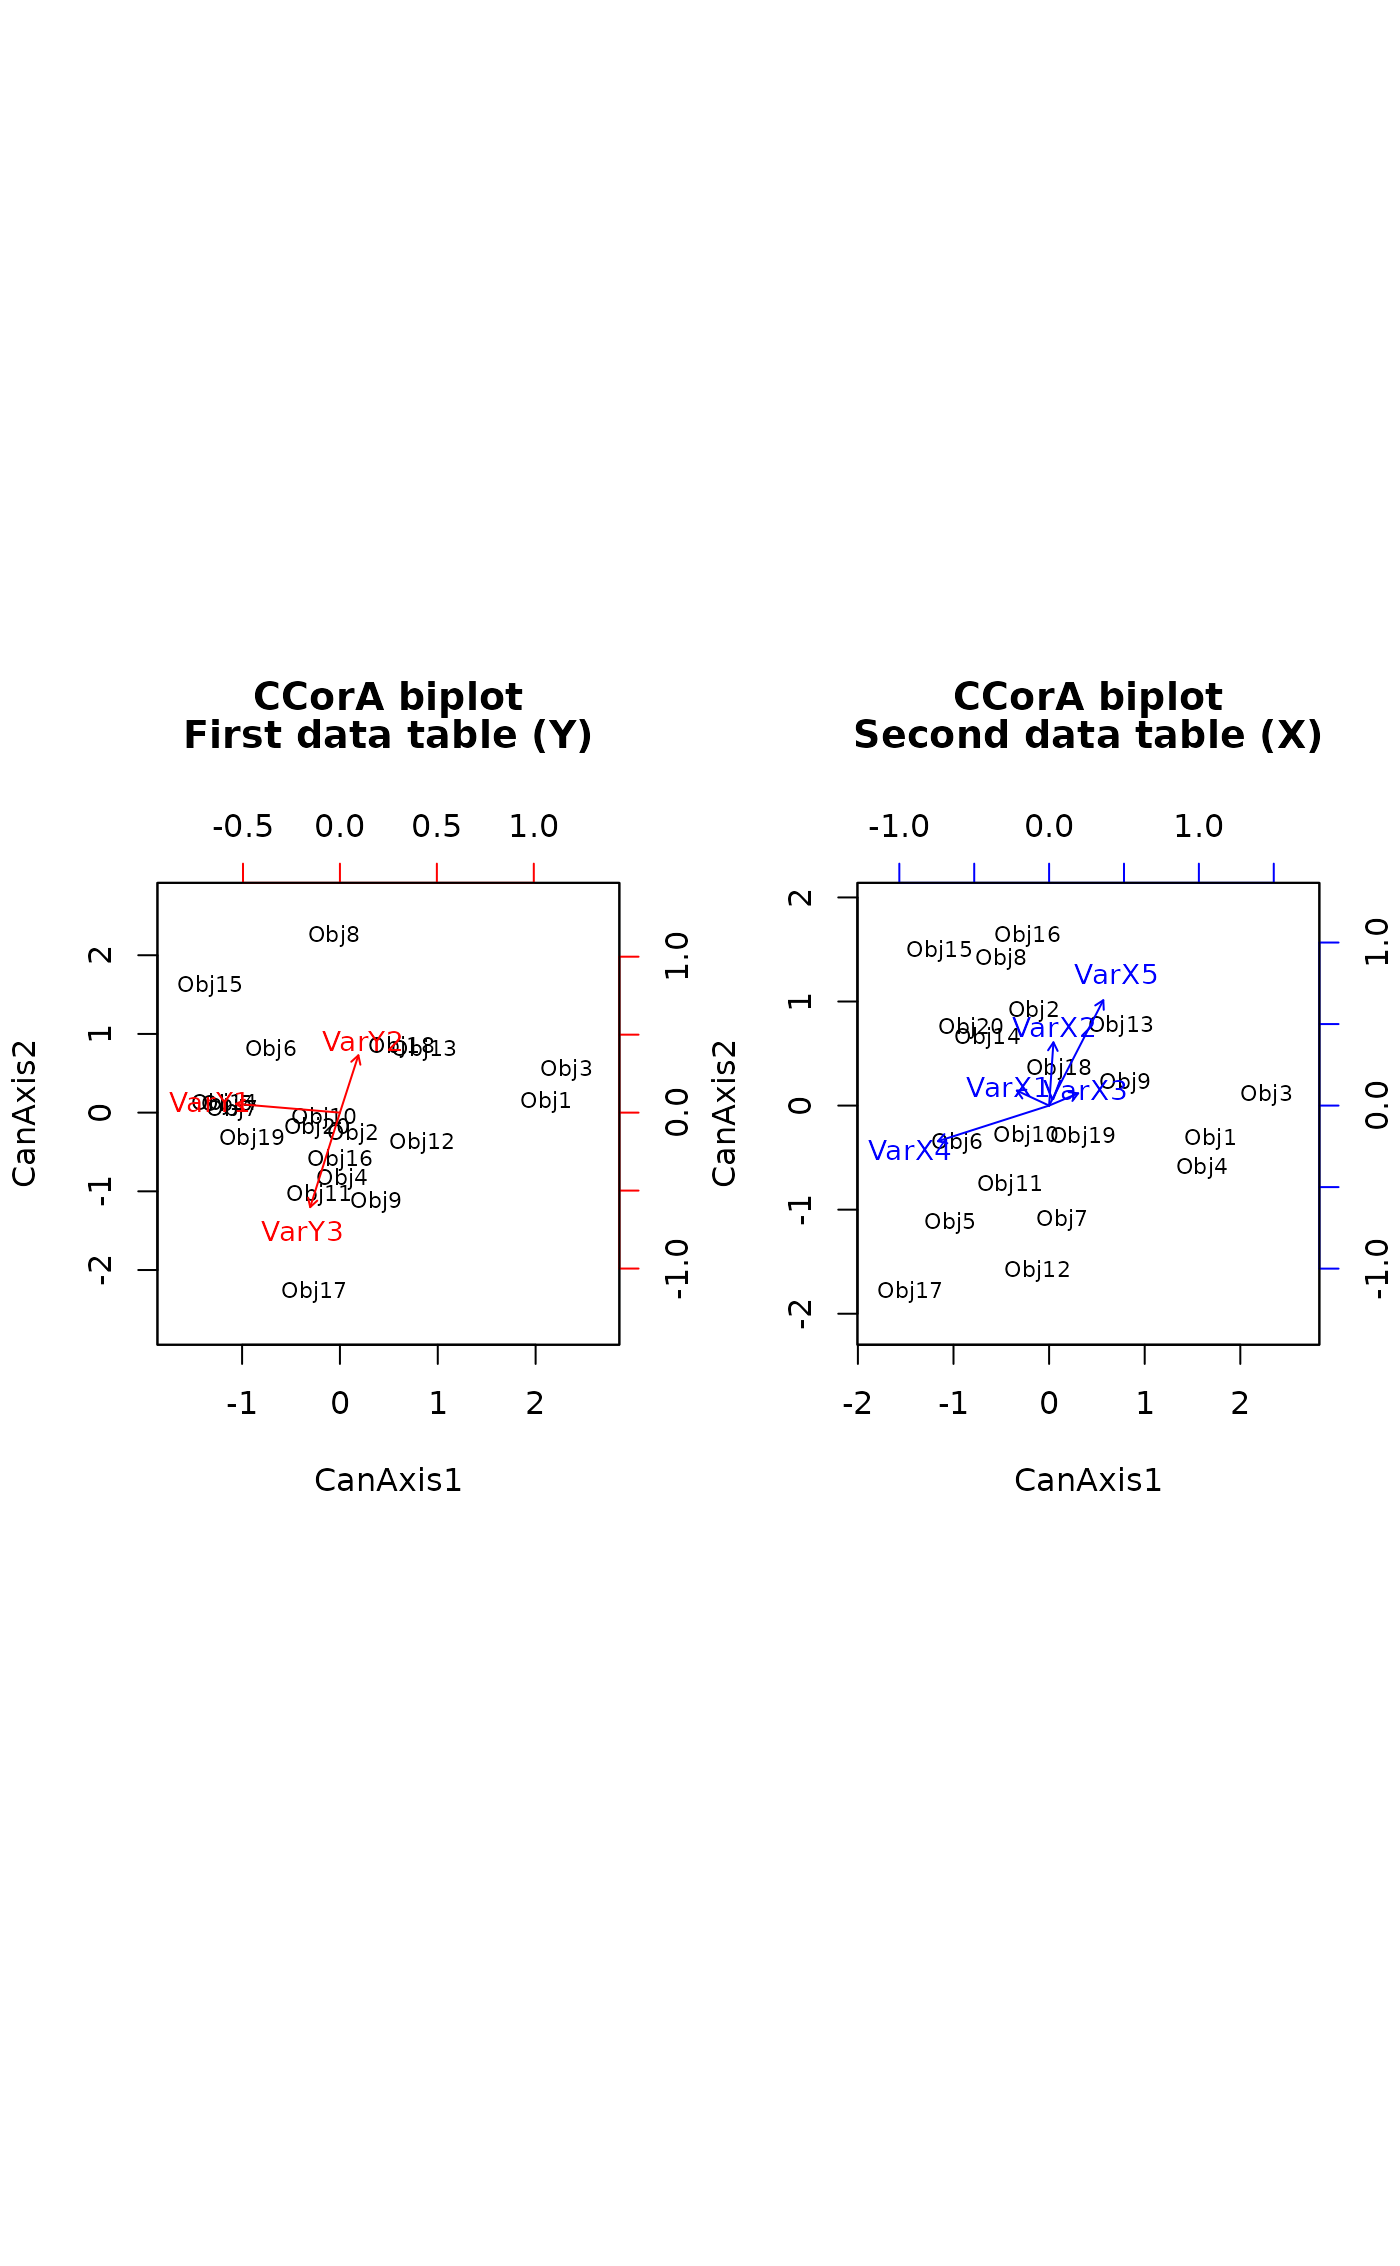 CCorA biplot
First data table (Y)
-0.5 0.0 0.5 1.0
Obj8
Obj15
VarY2
Obj18
Obj13
Obj6
Obj3
Obj1
VarY1
Obj7
Obj10
Obj20
Obj2
Obj19
Obj12
Obj16
Obj4
Obj11
Obj9
VarY3
Obj17
2
1
0
-1
-2
1.0
0.0
-1.0
CanAxis2
-1 0 1 2
CanAxis1
CCorA biplot
Second data table (X)
-1.0 0.0 1.0
Obj16
Obj15
Obj8
VarX5
Obj2
Obj20
VarX2
Obj13
Obj14
Obj18
Obj9
VarX1
VarX3
Obj3
Obj10
Obj19
Obj1
Obj6
VarX4
Obj4
Obj11
Obj5
Obj7
Obj12
Obj17
2
1
0
-1
-2
1.0
0.0
-1.0
CanAxis2
-2 -1 0 1 2
CanAxis1